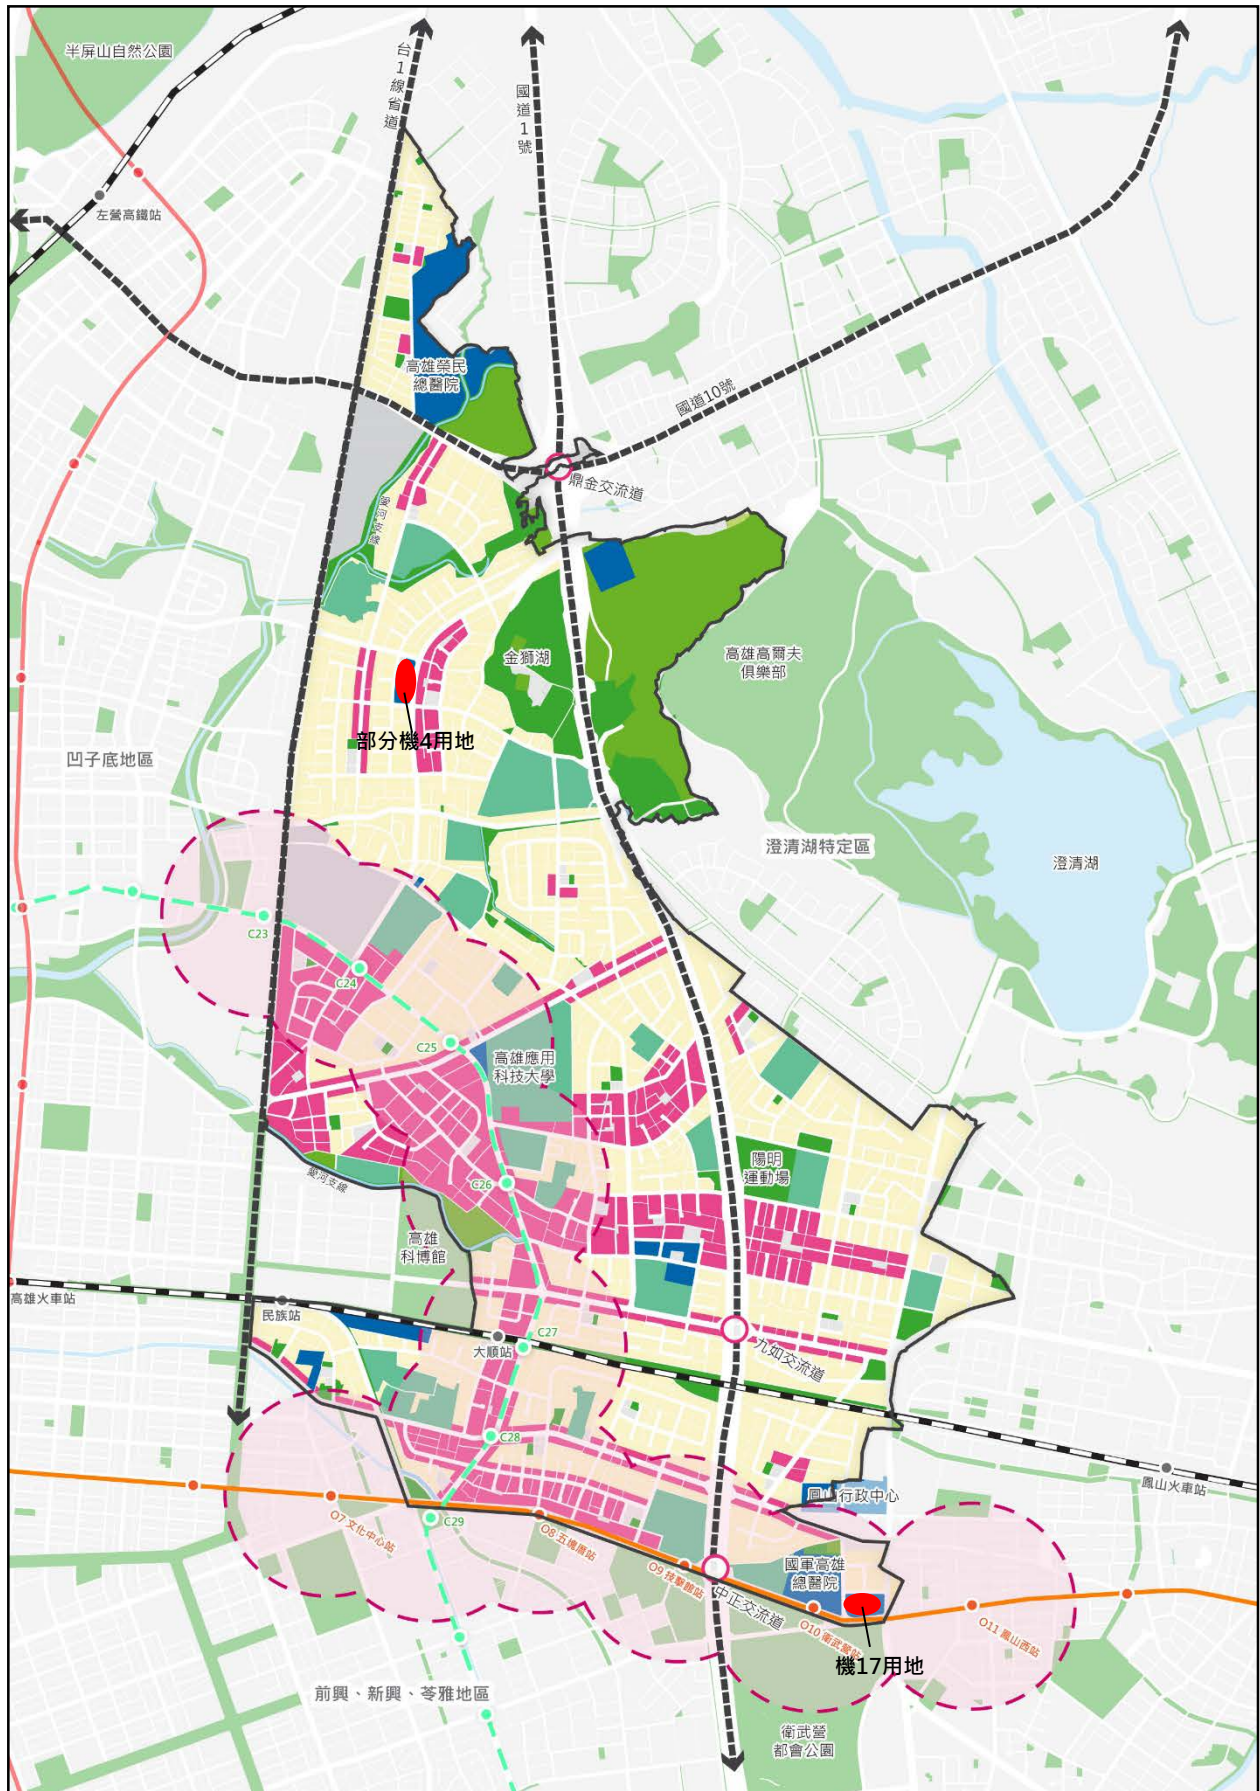 半屏山自然公園
台1線省道
國道1號
左營高鐵站
高雄榮民
總醫院
國道10號
鼎金交流道
愛河支線
金獅湖
高雄高爾夫
俱樂部
部分機4用地
凹子底地區
澄清湖特定區
澄清湖
C23
C24
C25
高雄應用
科技大學
陽明
運動場
愛河支線
C26
高雄
科博館
高雄火車站
民族站
大順站
C27
九如交流道
C28
鳳山火車站
鳳山行政中心
O7 文化中心站
C29
O8 五塊厝站
O9 技擊館站
國軍高雄
總醫院
中正交流道
O10 衛武營站
O11 鳳山西站
機17用地
前興、新興、苓雅地區
衛武營
都會公園